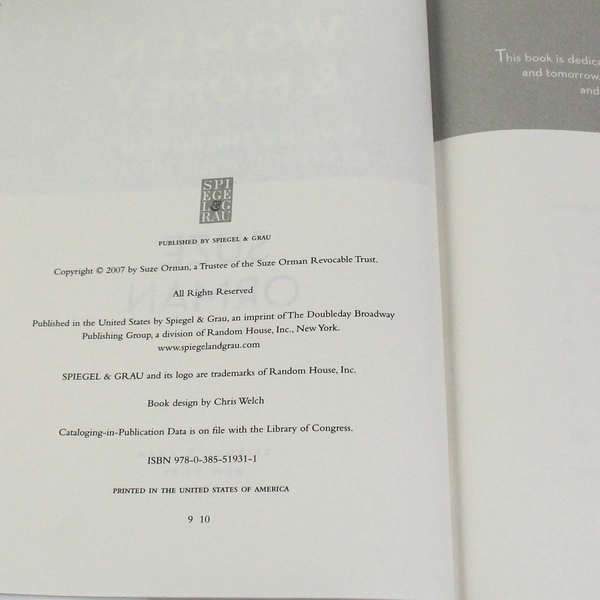 SPI
EGE
L&G
RAU
PUBLISHED BY SPIEGEL & GRAU
Copyright © 2007 by Suze Orman, a Trustee of the Suze Orman Revocable Trust.
All Rights Reserved
Published in the United States by Spiegel & Grau, an imprint of The Doubleday Broadway
Publishing Group, a division of Random House, Inc., New York.
www.spiegelandgrau.com
SPIEGEL & GRAU and its logo are trademarks of Random House, Inc.
Book design by Chris Welch
Cataloging-in-Publication Data is on file with the Library of Congress.
ISBN 978-0-385-51931-1
PRINTED IN THE UNITED STATES OF AMERICA
9 10
This book is dedica
and tomorrow,
and